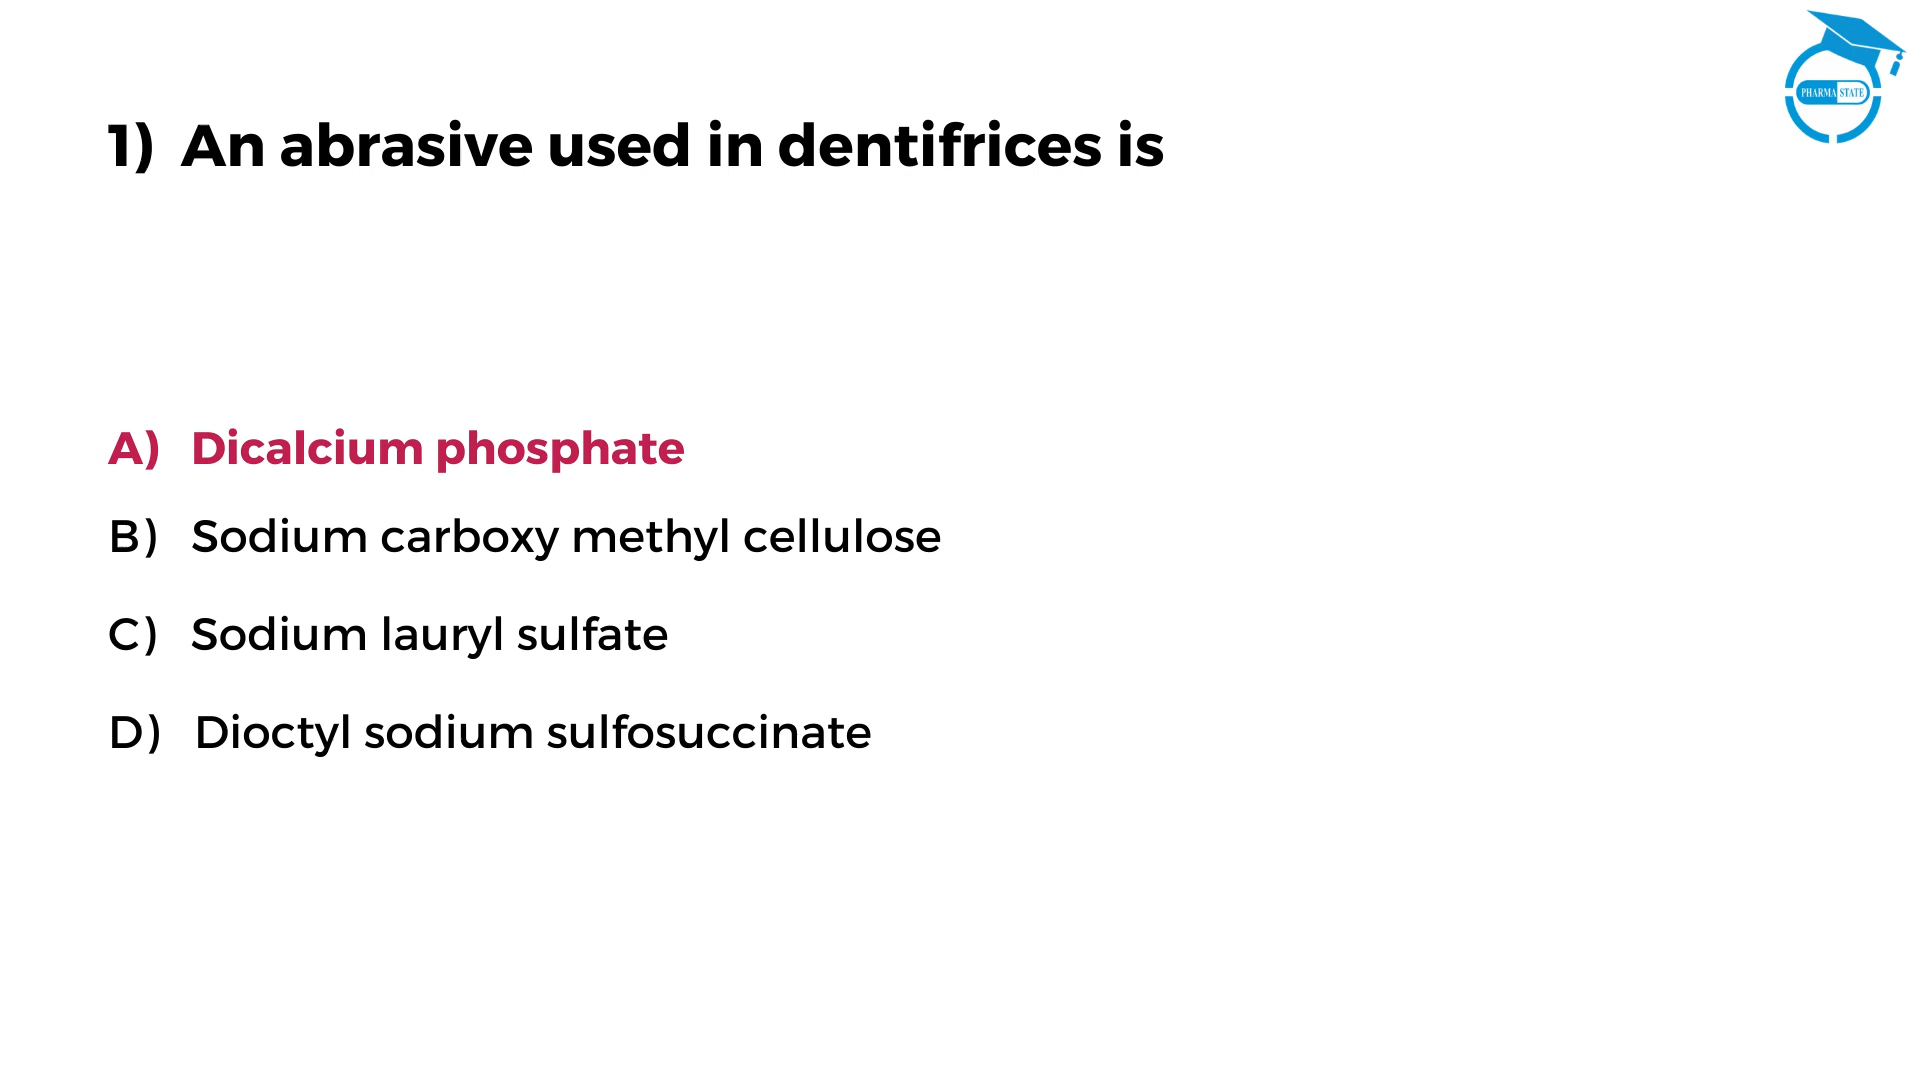 PHARMA STATE
1) An abrasive used in dentifrices is
A) Dicalcium phosphate
B) Sodium carboxy methyl cellulose
C) Sodium lauryl sulfate
D) Dioctyl sodium sulfosuccinate